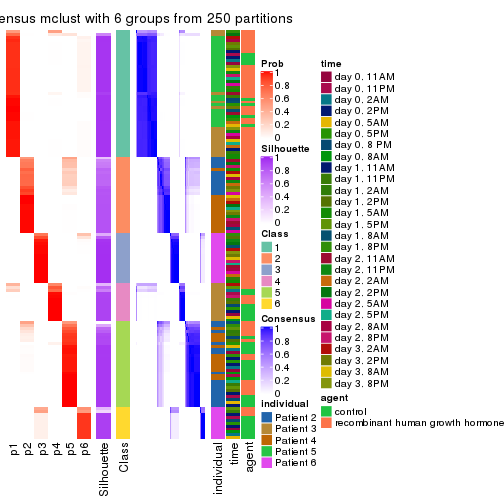 ensus mclust with 6 groups from 250 partitions
Prob
1
0.8
0.6
0.4
0.2
0
Silhouette
1
0.8
0.6
0.4
0.2
0
Class
1
2
3
4
5
6
Consensus
1
0.8
0.6
0.4
0.2
0
individual
Patient 2
Patient 3
Patient 4
Patient 5
Patient 6
time
day 0. 11AM
day 0. 11PM
day 0. 2AM
day 0. 2PM
day 0. 5AM
day 0. 5PM
day 0. 8 PM
day 0. 8AM
day 1. 11AM
day 1. 11PM
day 1. 2AM
day 1. 2PM
day 1. 5AM
day 1. 5PM
day 1. 8AM
day 1. 8PM
day 2. 11AM
day 2. 11PM
day 2. 2AM
day 2. 2PM
day 2. 5AM
day 2. 5PM
day 2. 8AM
day 2. 8PM
day 3. 2AM
day 3. 2PM
day 3. 8AM
day 3. 8PM
agent
control
recombinant human growth hormone
p1
p2
p3
p4
p5
p6
Silhouette
Class
individual
time
agent